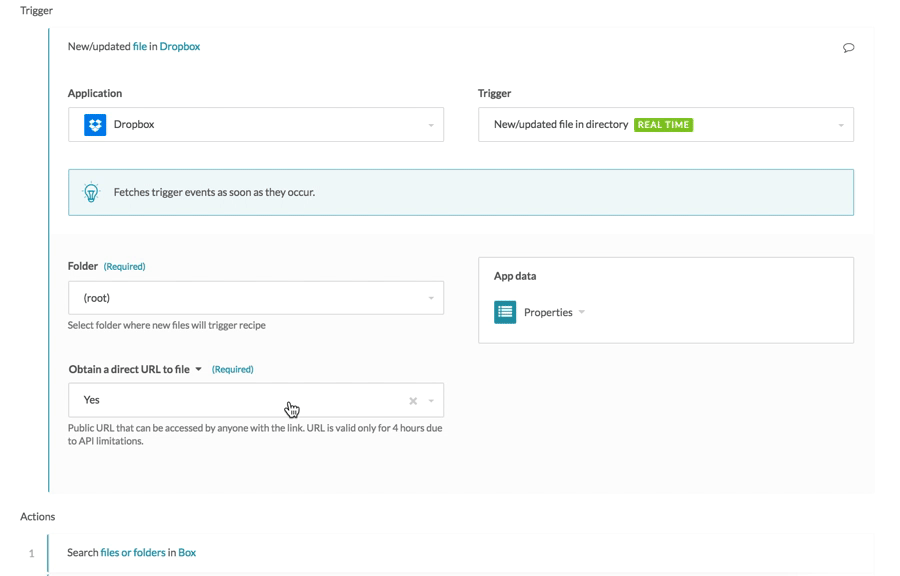 Trigger
New/updated file in Dropbox
Application
Trigger
Dropbox
New/updated file in directory REAL TIME
Fetches trigger events as soon as they occur.
Folder (Required)
App data
(root)
Properties
Select folder where new files will trigger recipe
Obtain a direct URL to file (Required)
Yes
Public URL that can be accessed by anyone with the link. URL is valid only for 4 hours due
to API limitations.
Actions
1 Search files or folders in Box